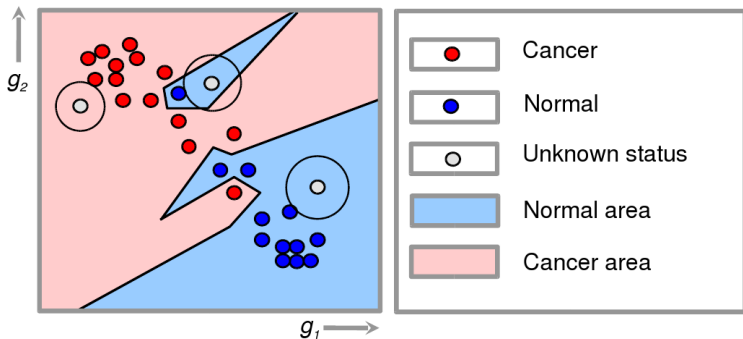 g2
g1
Cancer
Normal
Unknown status
Normal area
Cancer area